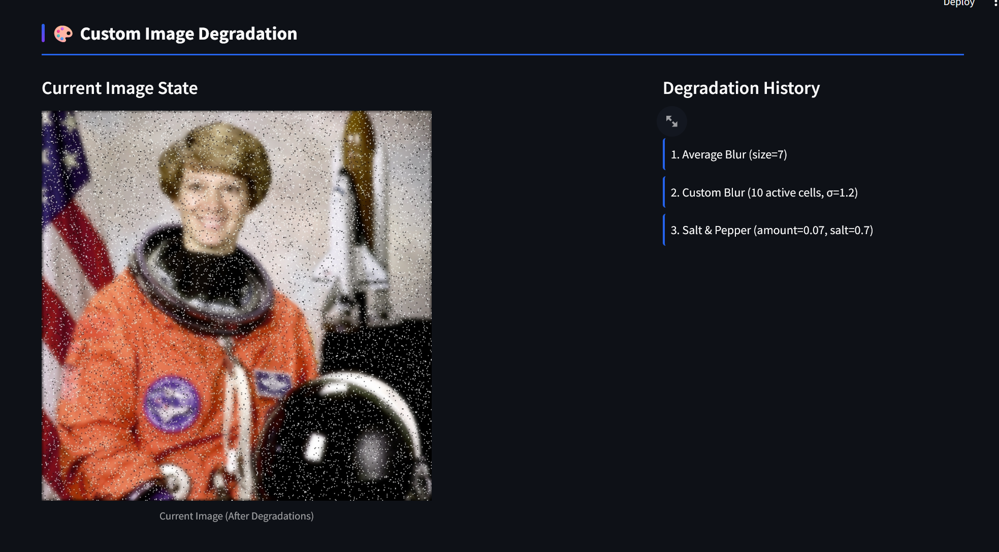 Deploy
Custom Image Degradation
Current Image State
Degradation History
1. Average Blur (size=7)
2. Custom Blur (10 active cells, σ=1.2)
3. Salt & Pepper (amount=0.07, salt=0.7)
Current Image (After Degradations)